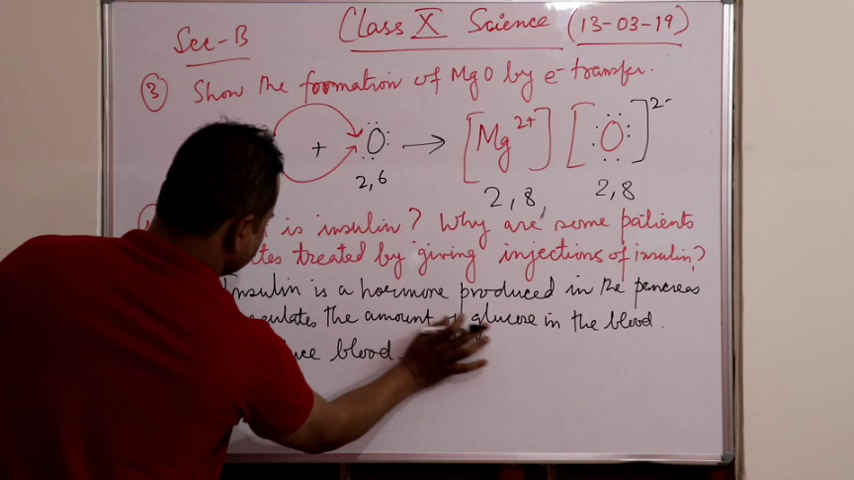 Sec-B Class X Science (13-03-19)
③ Show the formation of MgO by e⁻ transfer.
+ O → [Mg²⁺] [O]²⁻
2,6 2,8, 2,8
is insulin? Why are some patients
treated by giving injections of insulin?
Insulin is a hormone produced in the pancreas
the amount glucose in the blood.
blood.